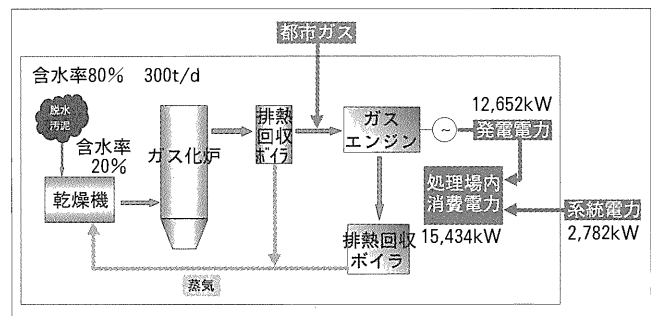 都市ガス
含水率80% 300t/d
脱水
汚泥
含水率
20%
乾燥機
ガス化炉
排熱
回収
ボイラ
ガス
エンジン
~
12,652kW
発電電力
処理場内
消費電力
15,434kW
系統電力
2,782kW
排熱回収
ボイラ
蒸気